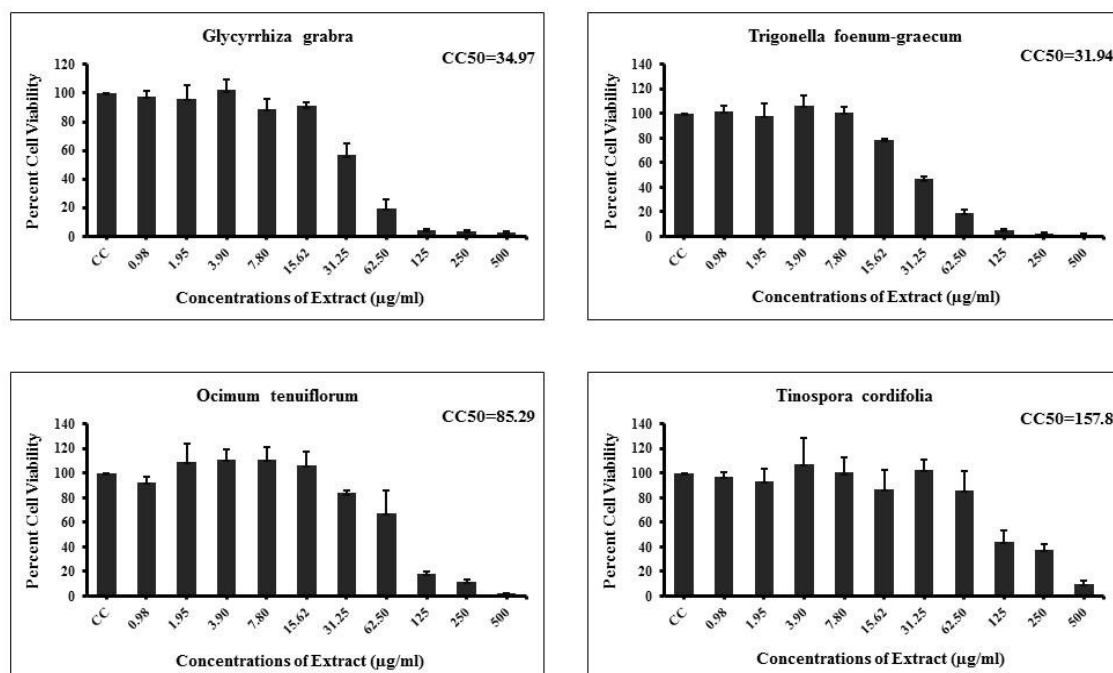 Glycyrrhiza grabra
CC50=34.97
Percent Cell Viability
120
100
80
60
40
20
0
CC 0.98 1.95 3.90 7.80 15.62 31.25 62.50 125 250 500
Concentrations of Extract (µg/ml)
Trigonella foenum-graecum
CC50=31.94
Percent Cell Viability
140
120
100
80
60
40
20
0
CC 0.98 1.95 3.90 7.80 15.62 31.25 62.50 125 250 500
Concentrations of Extract (µg/ml)
Ocimum tenuiflorum
CC50=85.29
Percent Cell Viability
140
120
100
80
60
40
20
0
CC 0.98 1.95 3.90 7.80 15.62 31.25 62.50 125 250 500
Concentrations of Extract (µg/ml)
Tinospora cordifolia
CC50=157.8
Percent Cell Viability
140
120
100
80
60
40
20
0
CC 0.98 1.95 3.90 7.80 15.62 31.25 62.50 125 250 500
Concentrations of Extract (µg/ml)